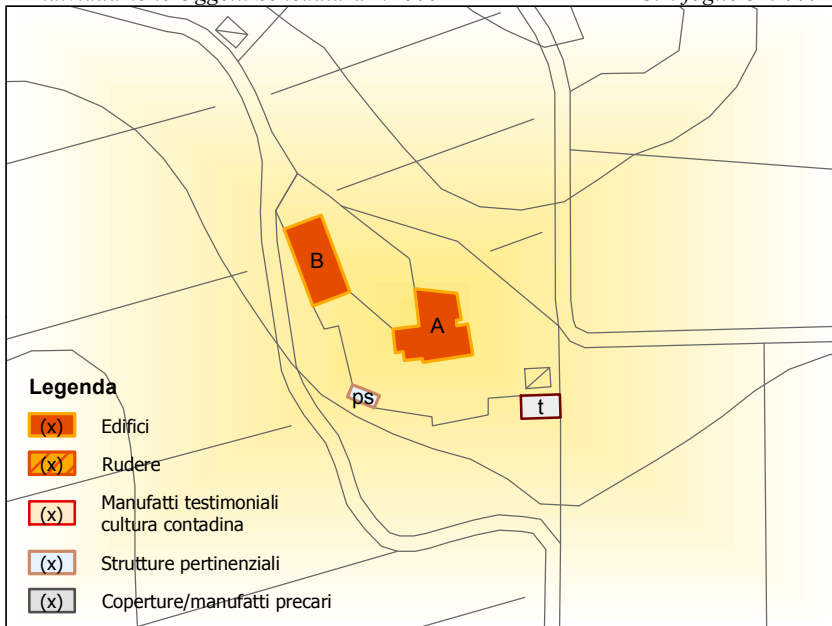 B
A
ps
t
Legenda
(x) Edifici
(x) Rudere
(x) Manufatti testimoniali
cultura contadina
(x) Strutture pertinenziali
(x) Coperture/manufatti precari